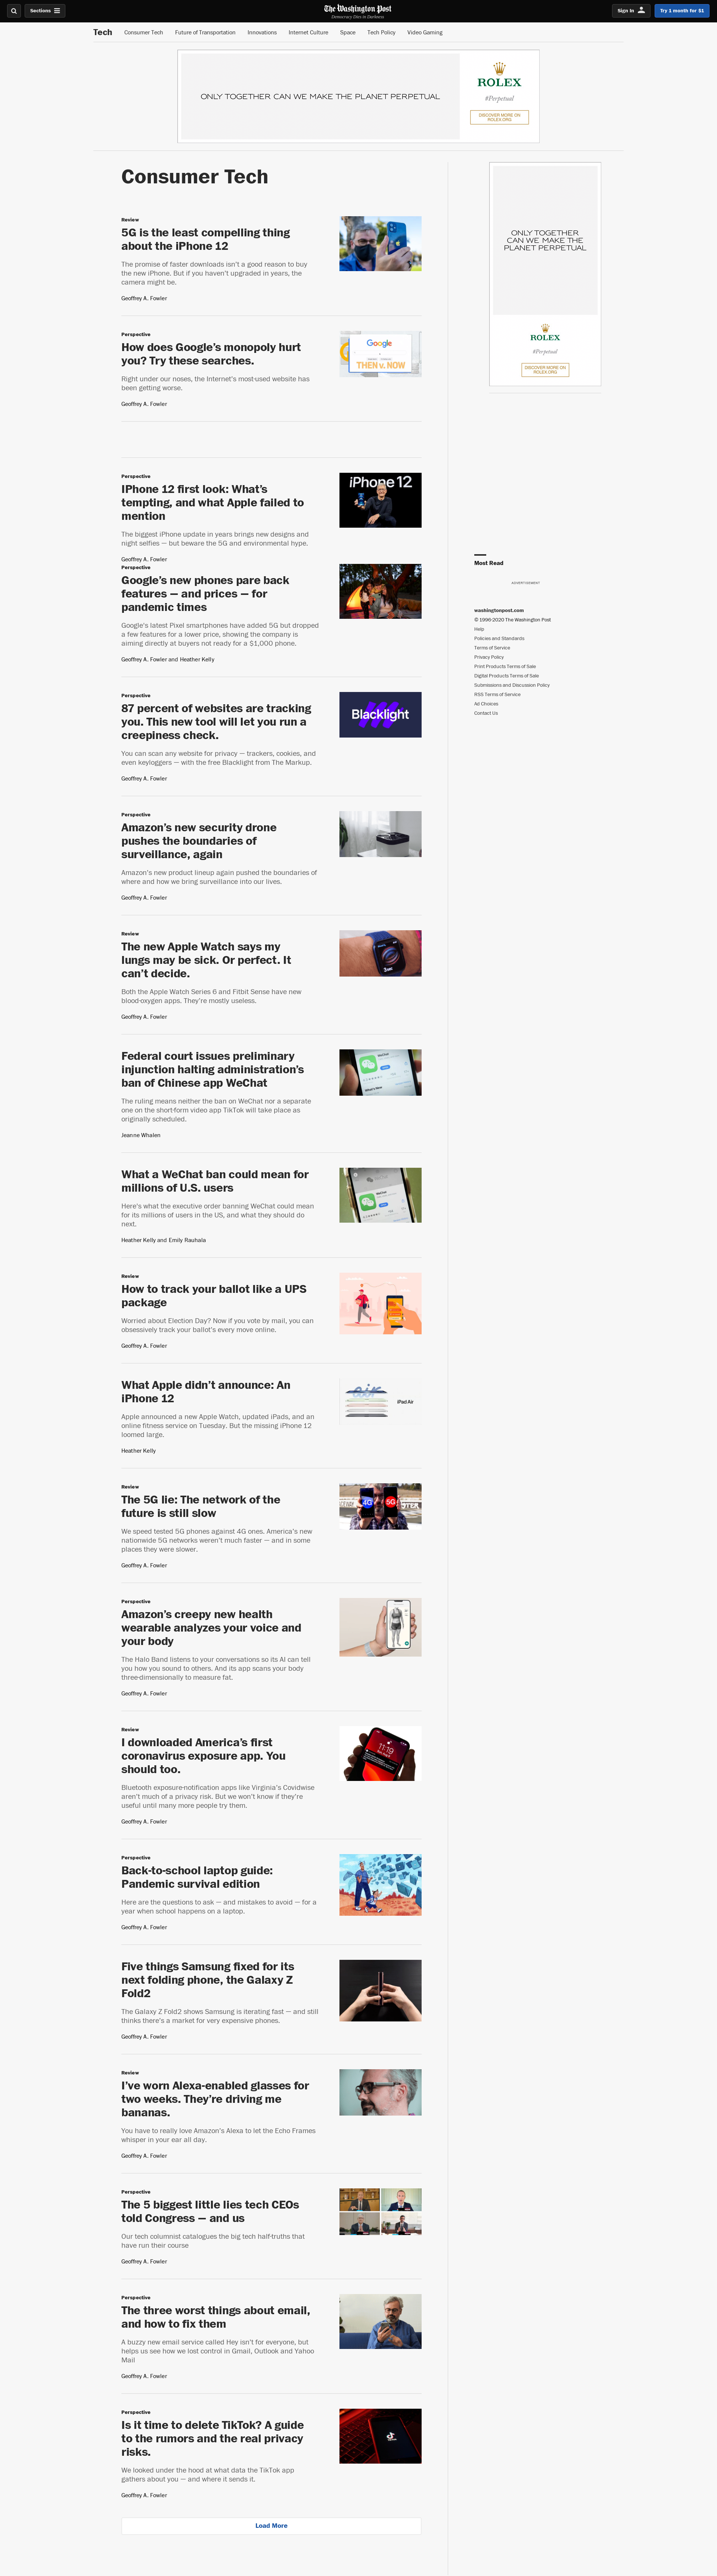 Sections
The Washington Post
Democracy Dies in Darkness
Sign In
Try 1 month for $1
Tech
Consumer Tech
Future of Transportation
Innovations
Internet Culture
Space
Tech Policy
Video Gaming
ONLY TOGETHER CAN WE MAKE THE PLANET PERPETUAL
ROLEX
#Perpetual
DISCOVER MORE ON
ROLEX.ORG
Consumer Tech
Review
5G is the least compelling thing
about the iPhone 12
The promise of faster downloads isn't a good reason to buy
the new iPhone. But if you haven't upgraded in years, the
camera might be.
Geoffrey A. Fowler
Perspective
How does Google's monopoly hurt
you? Try these searches.
Right under our noses, the Internet's most-used website has
been getting worse.
Geoffrey A. Fowler
Google
THEN v. NOW
Perspective
IPhone 12 first look: What's
tempting, and what Apple failed to
mention
The biggest iPhone update in years brings new designs and
night selfies — but beware the 5G and environmental hype.
Geoffrey A. Fowler
iPhone 12
Perspective
Google's new phones pare back
features — and prices — for
pandemic times
Google's latest Pixel smartphones have added 5G but dropped
a few features for a lower price, showing the company is
aiming directly at buyers not ready for a $1,000 phone.
Geoffrey A. Fowler and Heather Kelly
Perspective
87 percent of websites are tracking
you. This new tool will let you run a
creepiness check.
You can scan any website for privacy — trackers, cookies, and
even keyloggers — with the free Blacklight from The Markup.
Geoffrey A. Fowler
Blacklight
Perspective
Amazon's new security drone
pushes the boundaries of
surveillance, again
Amazon's new product lineup again pushed the boundaries of
where and how we bring surveillance into our lives.
Geoffrey A. Fowler
Review
The new Apple Watch says my
lungs may be sick. Or perfect. It
can't decide.
Both the Apple Watch Series 6 and Fitbit Sense have new
blood-oxygen apps. They're mostly useless.
Geoffrey A. Fowler
Federal court issues preliminary
injunction halting administration's
ban of Chinese app WeChat
The ruling means neither the ban on WeChat nor a separate
one on the short-form video app TikTok will take place as
originally scheduled.
Jeanne Whalen
WeChat
What a WeChat ban could mean for
millions of U.S. users
Here's what the executive order banning WeChat could mean
for its millions of users in the US, and what they should do
next.
Heather Kelly and Emily Rauhala
WeChat
Review
How to track your ballot like a UPS
package
Worried about Election Day? Now if you vote by mail, you can
obsessively track your ballot's every move online.
Geoffrey A. Fowler
What Apple didn't announce: An
iPhone 12
Apple announced a new Apple Watch, updated iPads, and an
online fitness service on Tuesday. But the missing iPhone 12
loomed large.
Heather Kelly
iPad Air
Review
The 5G lie: The network of the
future is still slow
We speed tested 5G phones against 4G ones. America's new
nationwide 5G networks weren't much faster — and in some
places they were slower.
Geoffrey A. Fowler
4G
5G
Perspective
Amazon's creepy new health
wearable analyzes your voice and
your body
The Halo Band listens to your conversations so its AI can tell
you how you sound to others. And its app scans your body
three-dimensionally to measure fat.
Geoffrey A. Fowler
Review
I downloaded America's first
coronavirus exposure app. You
should too.
Bluetooth exposure-notification apps like Virginia's Covidwise
aren't much of a privacy risk. But we won't know if they're
useful until many more people try them.
Geoffrey A. Fowler
11:19
Perspective
Back-to-school laptop guide:
Pandemic survival edition
Here are the questions to ask — and mistakes to avoid — for a
year when school happens on a laptop.
Geoffrey A. Fowler
Five things Samsung fixed for its
next folding phone, the Galaxy Z
Fold2
The Galaxy Z Fold2 shows Samsung is iterating fast — and still
thinks there's a market for very expensive phones.
Geoffrey A. Fowler
Review
I've worn Alexa-enabled glasses for
two weeks. They're driving me
bananas.
You have to really love Amazon's Alexa to let the Echo Frames
whisper in your ear all day.
Geoffrey A. Fowler
Perspective
The 5 biggest little lies tech CEOs
told Congress — and us
Our tech columnist catalogues the big tech half-truths that
have run their course
Geoffrey A. Fowler
Perspective
The three worst things about email,
and how to fix them
A buzzy new email service called Hey isn't for everyone, but
helps us see how we lost control in Gmail, Outlook and Yahoo
Mail
Geoffrey A. Fowler
Perspective
Is it time to delete TikTok? A guide
to the rumors and the real privacy
risks.
We looked under the hood at what data the TikTok app
gathers about you — and where it sends it.
Geoffrey A. Fowler
Load More
ONLY TOGETHER
CAN WE MAKE THE
PLANET PERPETUAL
ROLEX
#Perpetual
DISCOVER MORE ON
ROLEX.ORG
Most Read
ADVERTISEMENT
washingtonpost.com
© 1996-2020 The Washington Post
Help
Policies and Standards
Terms of Service
Privacy Policy
Print Products Terms of Sale
Digital Products Terms of Sale
Submissions and Discussion Policy
RSS Terms of Service
Ad Choices
Contact Us